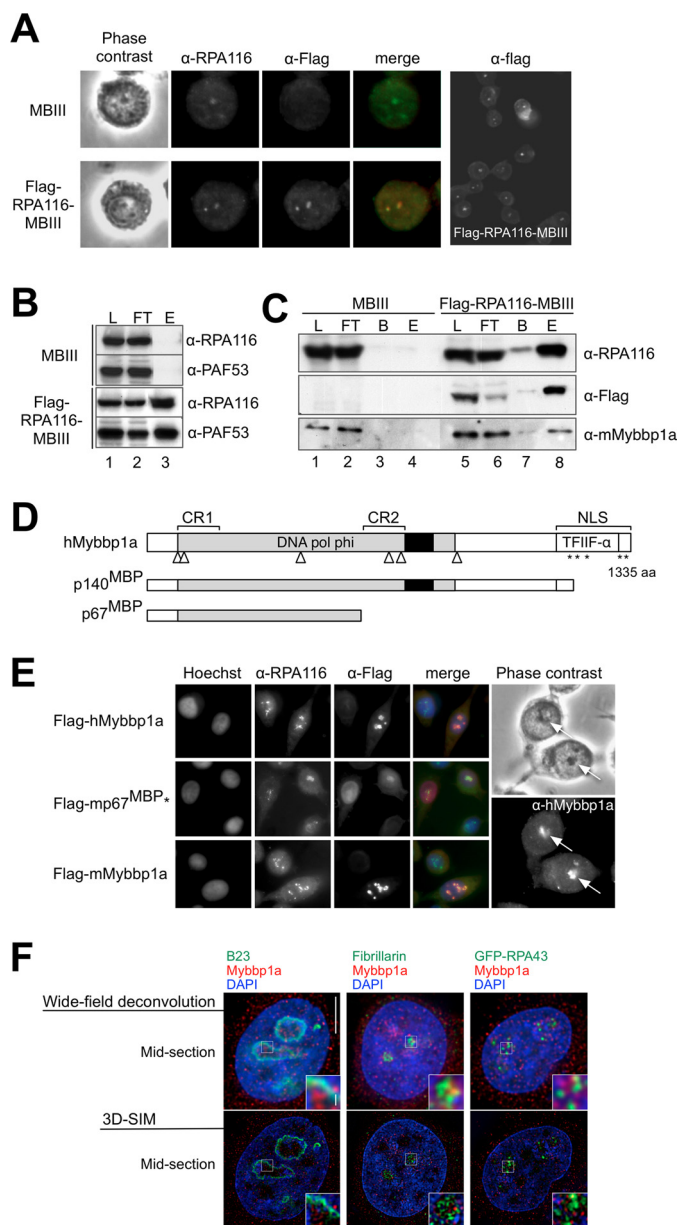 A
Phase contrast
α-RPA116
α-Flag
merge
α-flag
MBIII
Flag-RPA116-MBIII
Flag-RPA116-MBIII
B
L FT E
MBIII
α-RPA116
α-PAF53
Flag-RPA116-MBIII
α-RPA116
α-PAF53
1 2 3
C
MBIII
Flag-RPA116-MBIII
L FT B E L FT B E
α-RPA116
α-Flag
α-mMybbp1a
1 2 3 4 5 6 7 8
D
CR1 CR2 NLS
hMybbp1a
DNA pol phi
TFIIF-α
*** **
1335 aa
p140MBP
p67MBP
E
Hoechst α-RPA116 α-Flag merge Phase contrast
Flag-hMybbp1a
Flag-mp67MBP*
α-hMybbp1a
Flag-mMybbp1a
F
B23
Mybbp1a
DAPI
Fibrillarin
Mybbp1a
DAPI
GFP-RPA43
Mybbp1a
DAPI
Wide-field deconvolution
Mid-section
3D-SIM
Mid-section